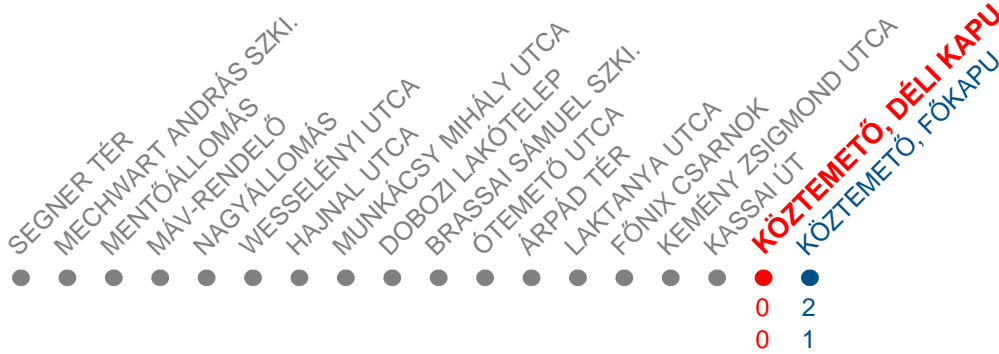 SEGNER TÉR
MECHWART ANDRÁS SZKI.
MENTŐÁLLOMÁS
MÁV-RENDELŐ
NAGYÁLLOMÁS
WESSELÉNYI UTCA
HAJNAL UTCA
MUNKÁCSY MIHÁLY UTCA
DOBOZI LAKÓTELEP
BRASSAI SÁMUEL SZKI.
ÓTEMETŐ UTCA
ÁRPÁD TÉR
LAKTANYA UTCA
FŐNIX CSARNOK
KEMÉNY ZSIGMOND UTCA
KASSAI ÚT
KÖZTEMETŐ, DÉLI KAPU
KÖZTEMETŐ, FŐKAPU
0 2
0 1